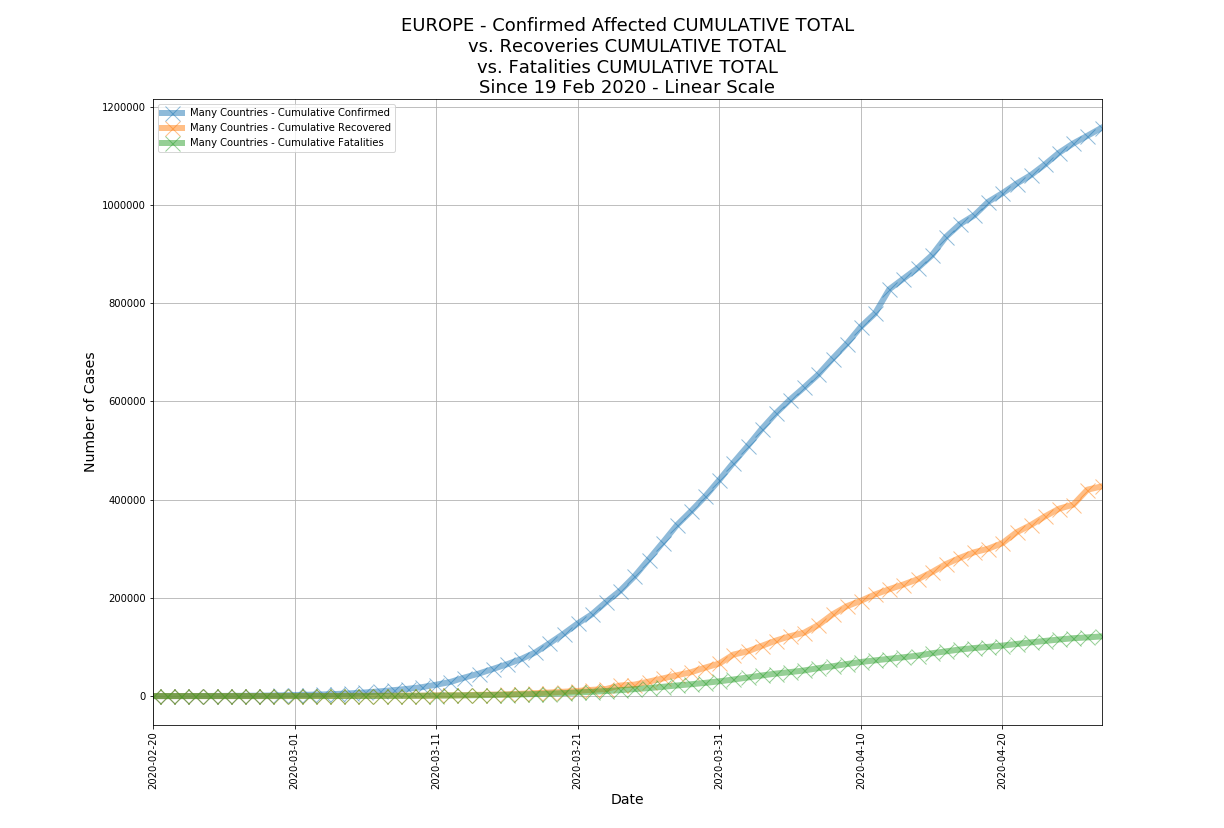 EUROPE - Confirmed Affected CUMULATIVE TOTAL
vs. Recoveries CUMULATIVE TOTAL
vs. Fatalities CUMULATIVE TOTAL
Since 19 Feb 2020 - Linear Scale
Many Countries - Cumulative Confirmed
Many Countries - Cumulative Recovered
Many Countries - Cumulative Fatalities
Number of Cases
1200000
1000000
800000
600000
400000
200000
0
2020-02-20
2020-03-01
2020-03-11
2020-03-21
2020-03-31
2020-04-10
2020-04-20
Date